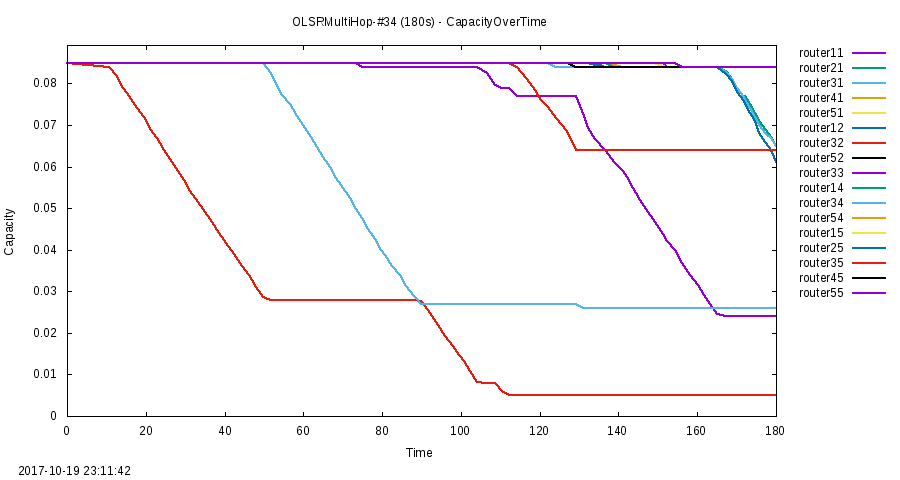 OLSRMultiHop-#34 (180s) - CapacityOverTime
router11
router21
router31
router41
router51
router12
router32
router52
router33
router14
router34
router54
router15
router25
router35
router45
router55
Capacity
0.08
0.07
0.06
0.05
0.04
0.03
0.02
0.01
0
0 20 40 60 80 100 120 140 160 180
Time
2017-10-19 23:11:42